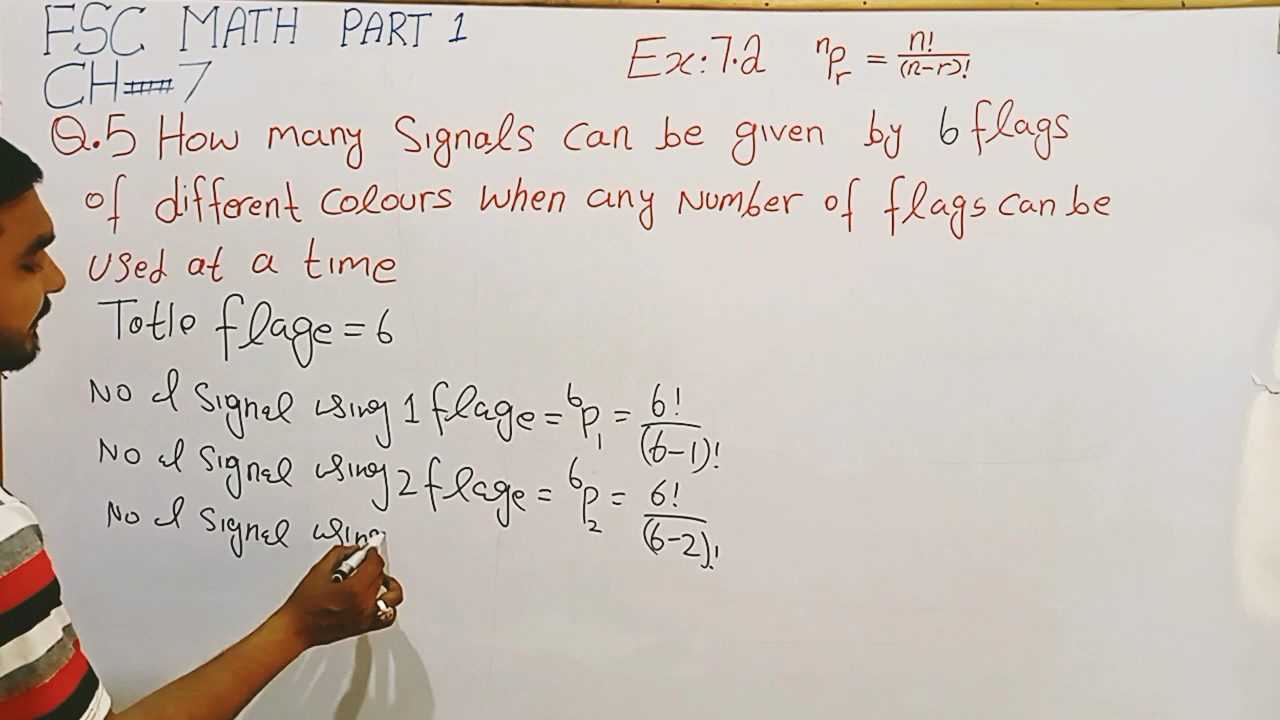 FSC MATH PART 1
Ex: 7.2 ⁿPᵣ = n!/(n-r)!
CH # 7
Q.5 How many Signals can be given by 6 flags
of different colours when any Number of flags can be
used at a time
Totle flage = 6
No of Signal using 1 flage = ⁶P₁ = 6!/(6-1)!
No of Signal using 2 flage = ⁶P₂ = 6!/(6-2)!
No of Signal using